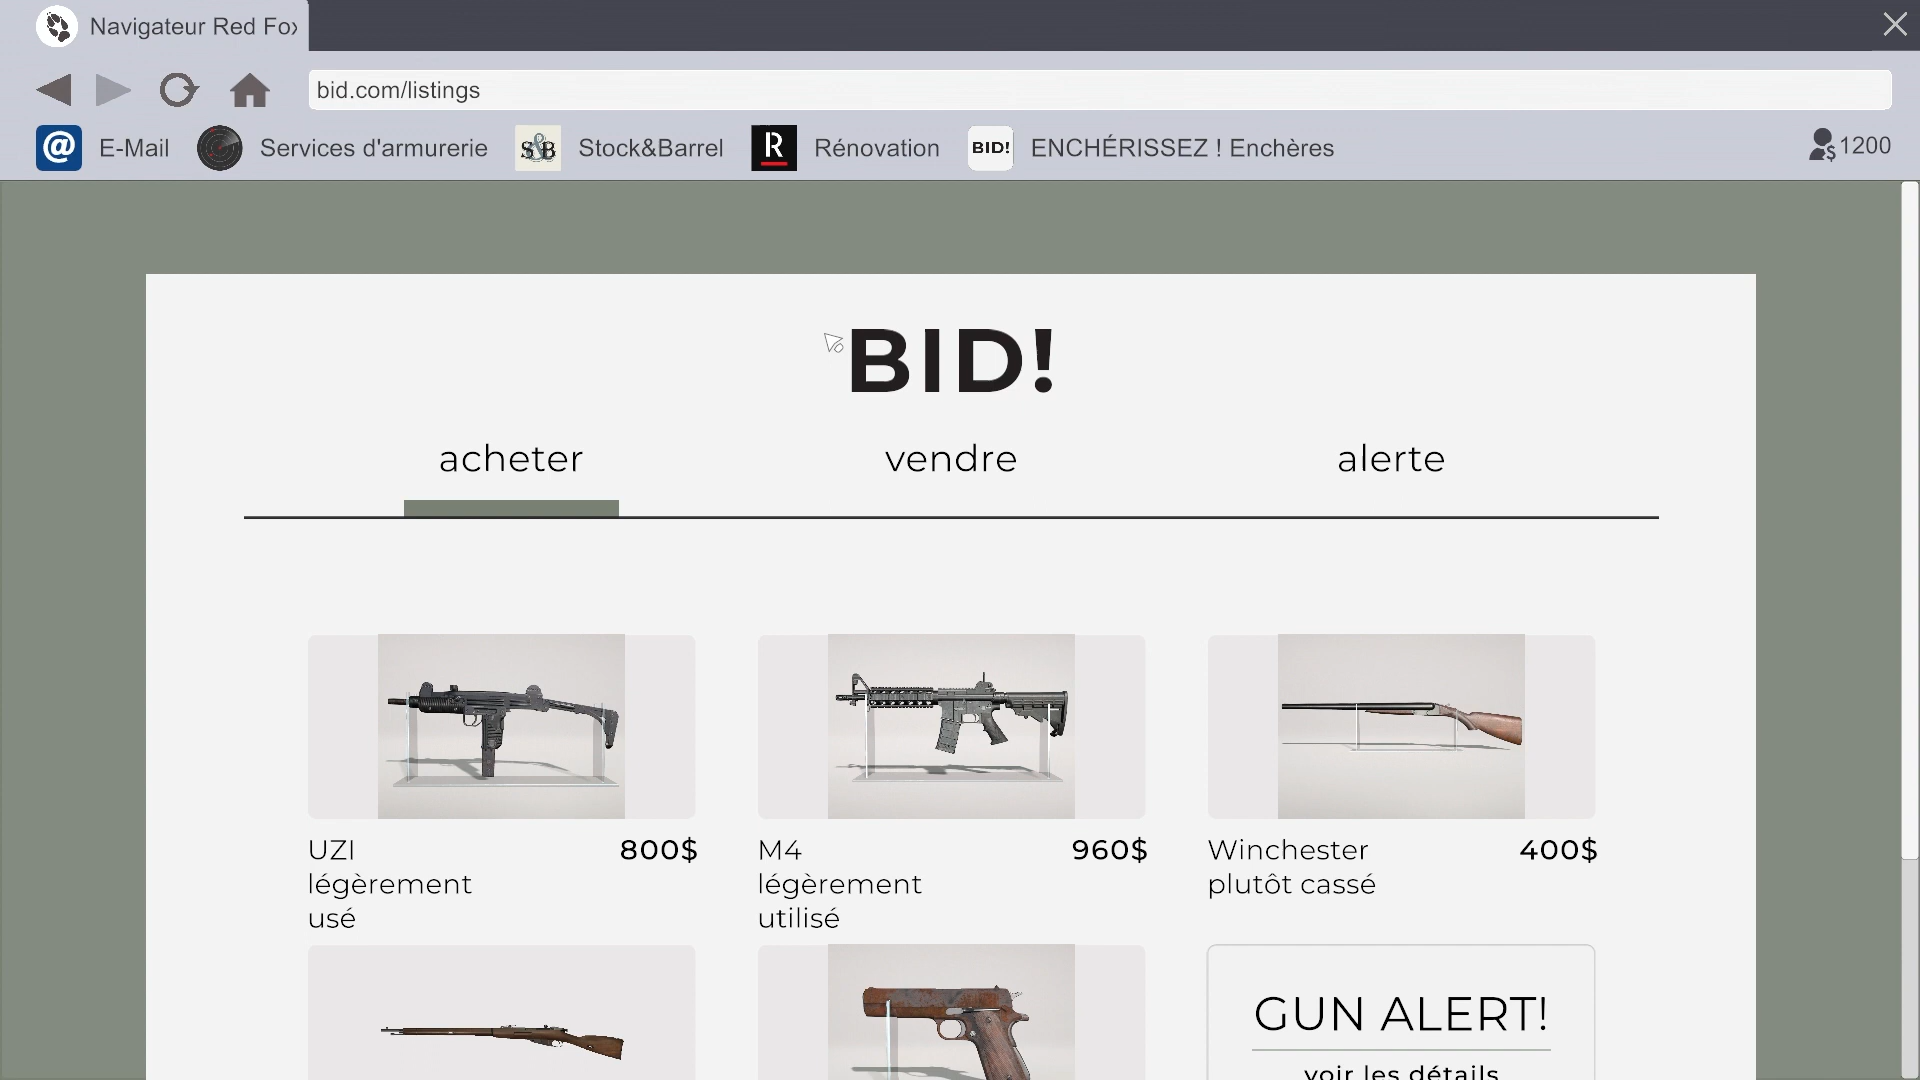 Navigateur Red Fox
bid.com/listings
@ E-Mail Services d'armurerie S&B Stock&Barrel R Rénovation BID! ENCHÉRISSEZ ! Enchères $ 1200
BID!
acheter vendre alerte
UZI 800$ M4 960$ Winchester 400$
légèrement légèrement plutôt cassé
usé utilisé
GUN ALERT!
voir les détails